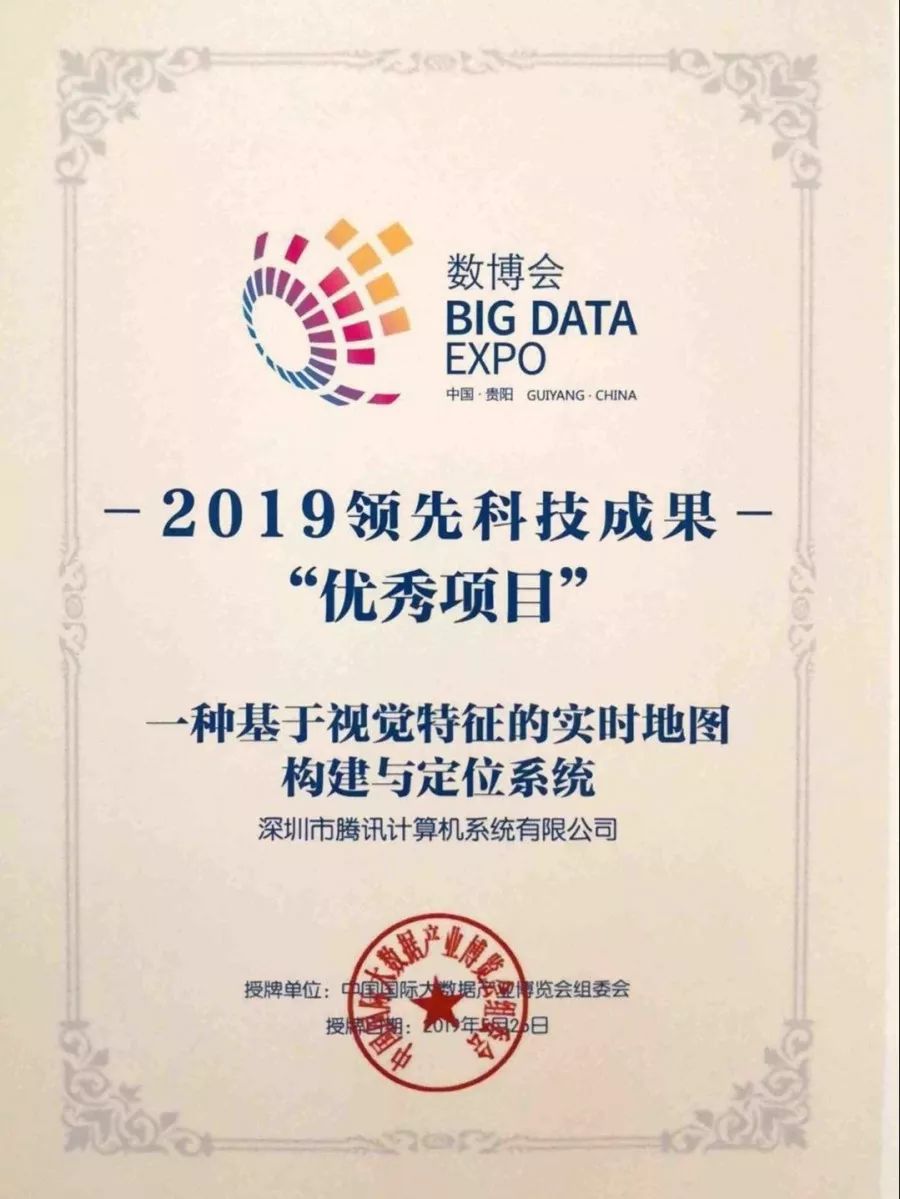 数博会
BIG DATA
EXPO
中国·贵阳 GUIYANG·CHINA
—2019领先科技成果—
“优秀项目”
一种基于视觉特征的实时地图
构建与定位系统
深圳市腾讯计算机系统有限公司
授牌单位：中国国际大数据产业博览会组委会
授牌日期：2019年5月26日
中国国际大数据产业博览会组委会